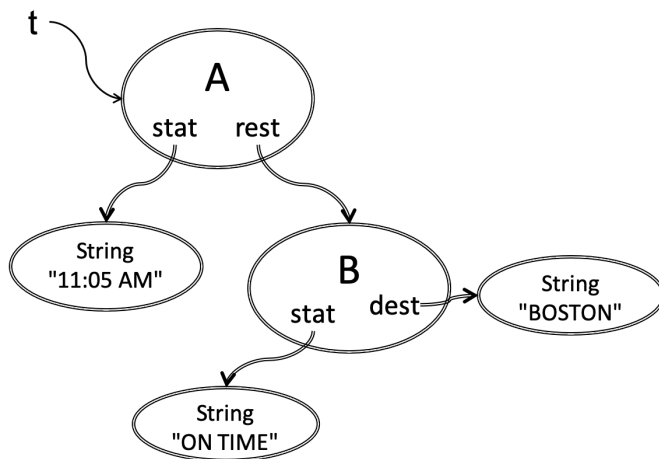 t
A
stat rest
String
"11:05 AM"
B
stat dest
String
"BOSTON"
String
"ON TIME"